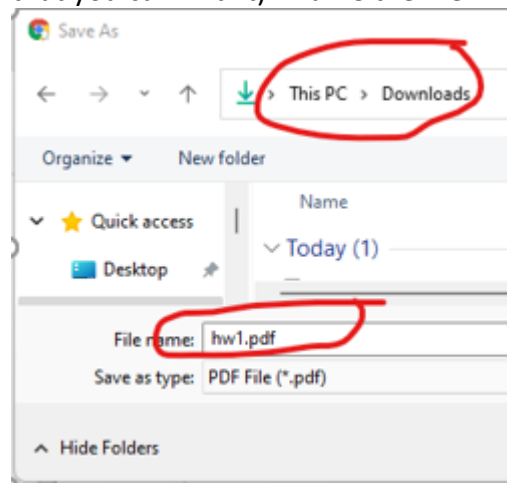 Save As
This PC > Downloads
Organize New folder
Name
Quick access
Today (1)
Desktop
File name: hw1.pdf
Save as type: PDF File (*.pdf)
Hide Folders